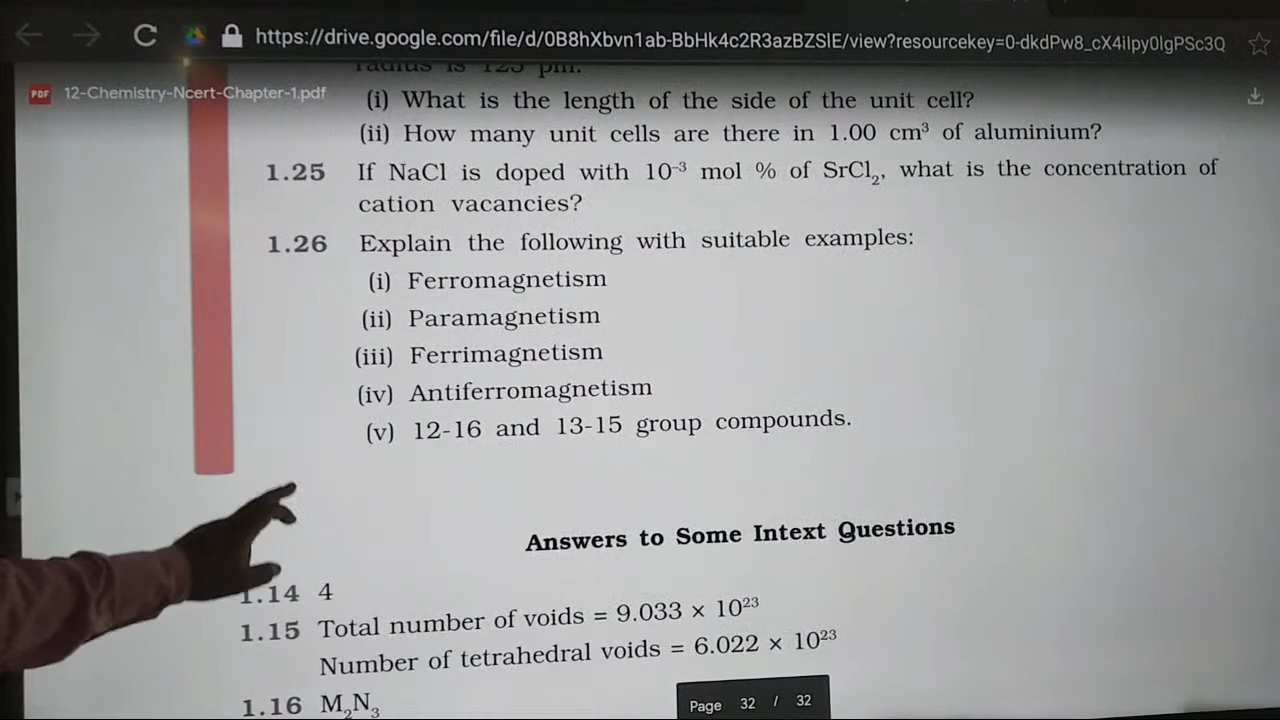 https://drive.google.com/file/d/0B8hXbvn1ab-BbHk4c2R3azBZSlE/view?resourcekey=0-dkdPw8_cX4ilpy0lgPSc3Q
radius is 125 pm.
PDF 12-Chemistry-Ncert-Chapter-1.pdf
(i) What is the length of the side of the unit cell?
(ii) How many unit cells are there in 1.00 cm³ of aluminium?
1.25 If NaCl is doped with 10⁻³ mol % of SrCl₂, what is the concentration of
cation vacancies?
1.26 Explain the following with suitable examples:
(i) Ferromagnetism
(ii) Paramagnetism
(iii) Ferrimagnetism
(iv) Antiferromagnetism
(v) 12-16 and 13-15 group compounds.
Answers to Some Intext Questions
1.14 4
1.15 Total number of voids = 9.033 × 10²³
Number of tetrahedral voids = 6.022 × 10²³
1.16 M₂N₃
Page 32 / 32